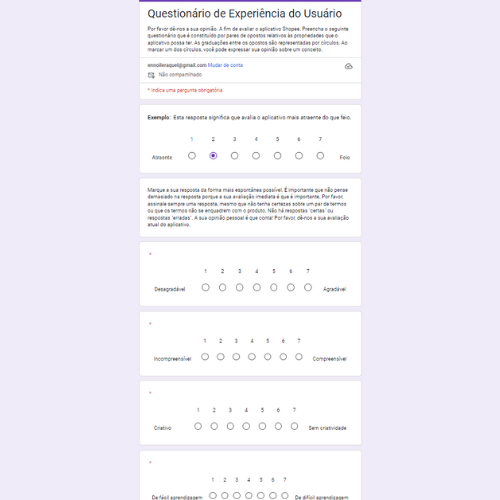 Questionário de Experiência do Usuário
Por favor dê-nos a sua opinião. A fim de avaliar o aplicativo Shopee. Preencha o seguinte
questionário que é constituído por pares de opostos relativos às propriedades que o
aplicativo possa ter. As graduações entre os opostos são representadas por círculos. Ao
marcar um dos círculos, você pode expressar sua opinião sobre um conceito.
Mudar de conta
Não compartilhado
* Indica uma pergunta obrigatória
Exemplo: Esta resposta significa que avalia o aplicativo mais atraente do que feio.
1 2 3 4 5 6 7
Atraente Feio
Marque a sua resposta da forma mais espontânea possível. É importante que não pense
demasiado na resposta porque a sua avaliação imediata é que é importante. Por favor,
assinale sempre uma resposta, mesmo que não tenha certezas sobre um par de termos
ou que os termos não se enquadrem com o produto. Não há respostas "certas" ou
respostas "erradas". A sua opinião pessoal é que conta! Por favor, dê-nos a sua avaliação
atual do aplicativo.
*
1 2 3 4 5 6 7
Desagradável Agradável
*
1 2 3 4 5 6 7
Incompreensível Compreensível
*
1 2 3 4 5 6 7
Criativo Sem criatividade
*
1 2 3 4 5 6 7
De fácil aprendizagem De difícil aprendizagem